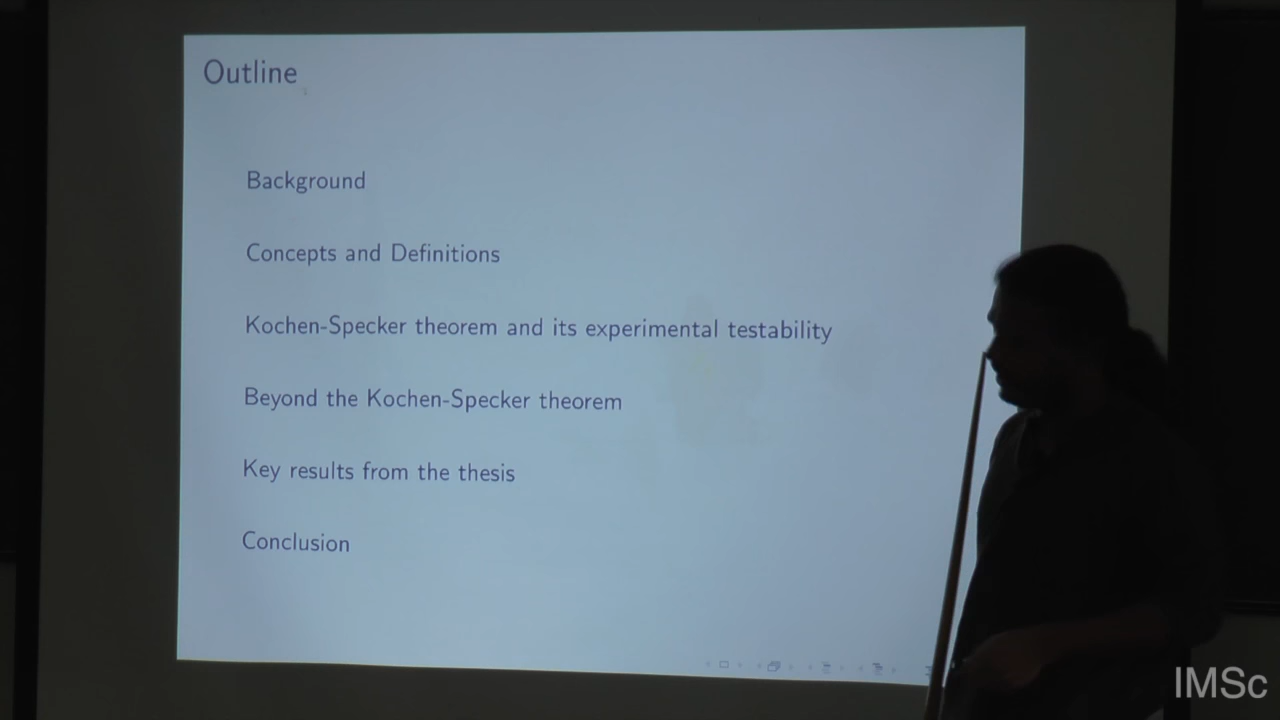 Outline
Background
Concepts and Definitions
Kochen-Specker theorem and its experimental testability
Beyond the Kochen-Specker theorem
Key results from the thesis
Conclusion
IMSc